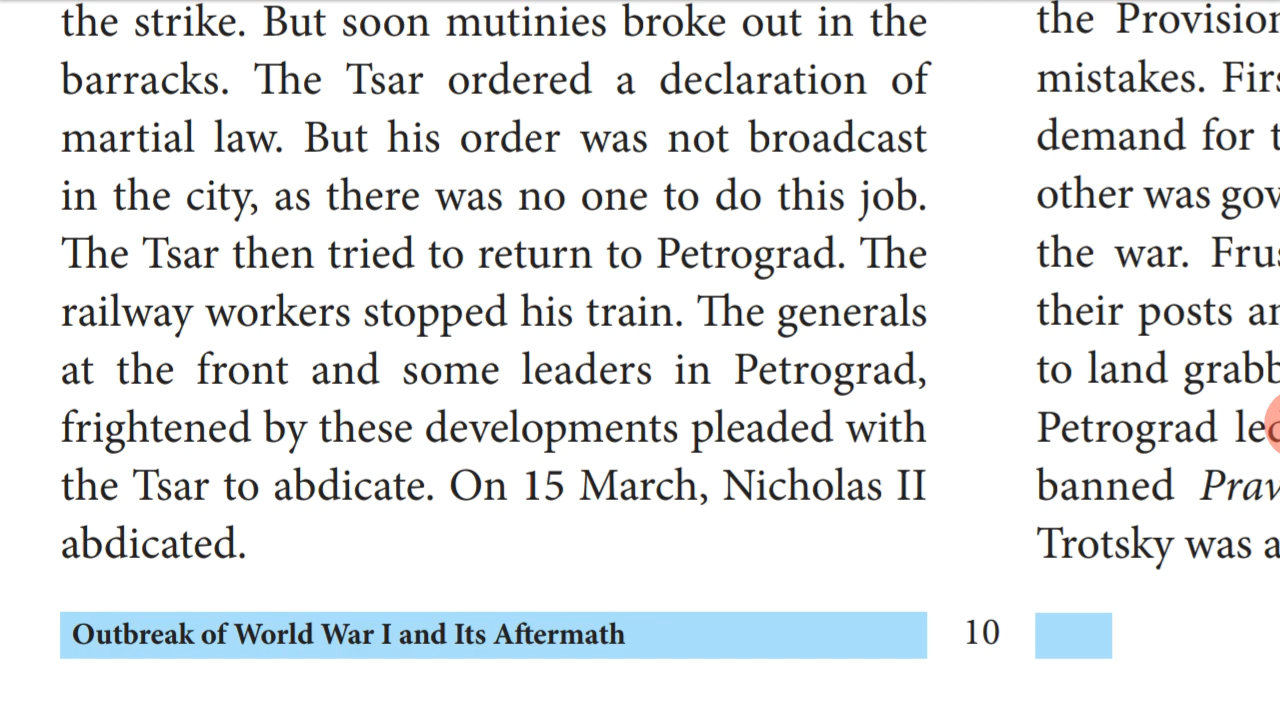 the strike. But soon mutinies broke out in the
barracks. The Tsar ordered a declaration of
martial law. But his order was not broadcast
in the city, as there was no one to do this job.
The Tsar then tried to return to Petrograd. The
railway workers stopped his train. The generals
at the front and some leaders in Petrograd,
frightened by these developments pleaded with
the Tsar to abdicate. On 15 March, Nicholas II
abdicated.
Outbreak of World War I and Its Aftermath
10
the
mistakes.
demand for
other was
the war.
their posts
to land
Petrograd
banned
Trotsky was